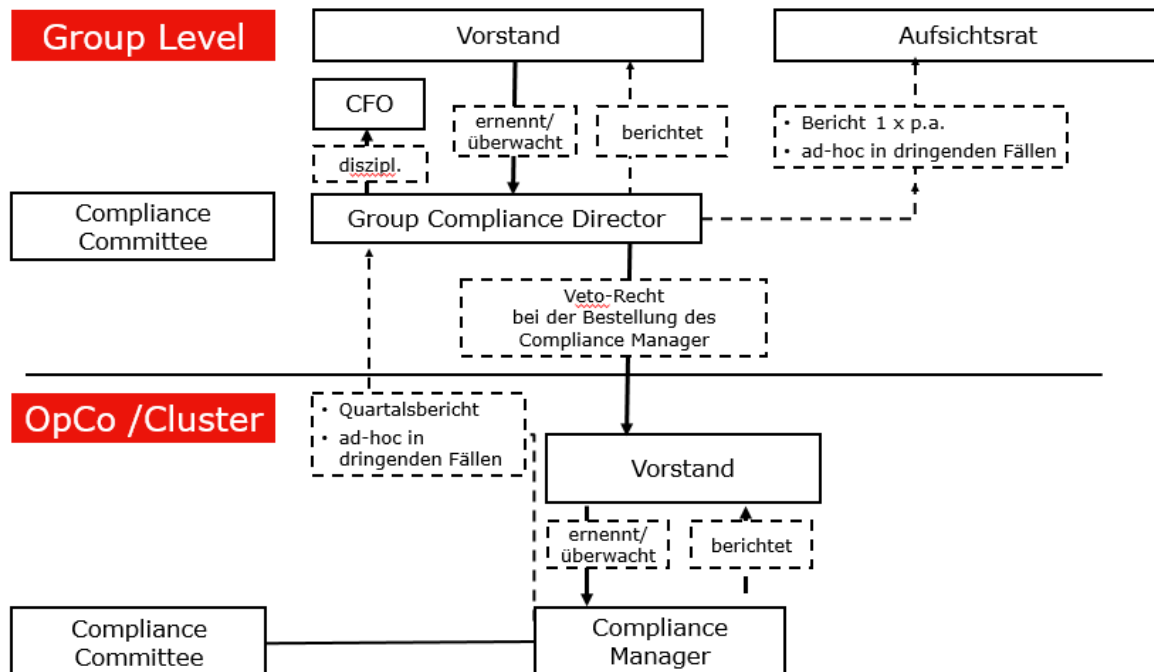 Group Level
Vorstand
Aufsichtsrat
CFO
ernennt/
überwacht
berichtet
• Bericht 1 x p.a.
• ad-hoc in dringenden Fällen
diszipl.
Compliance
Committee
Group Compliance Director
Veto-Recht
bei der Bestellung des
Compliance Manager
OpCo /Cluster
• Quartalsbericht
• ad-hoc in
dringenden Fällen
Vorstand
ernennt/
überwacht
berichtet
Compliance
Committee
Compliance
Manager